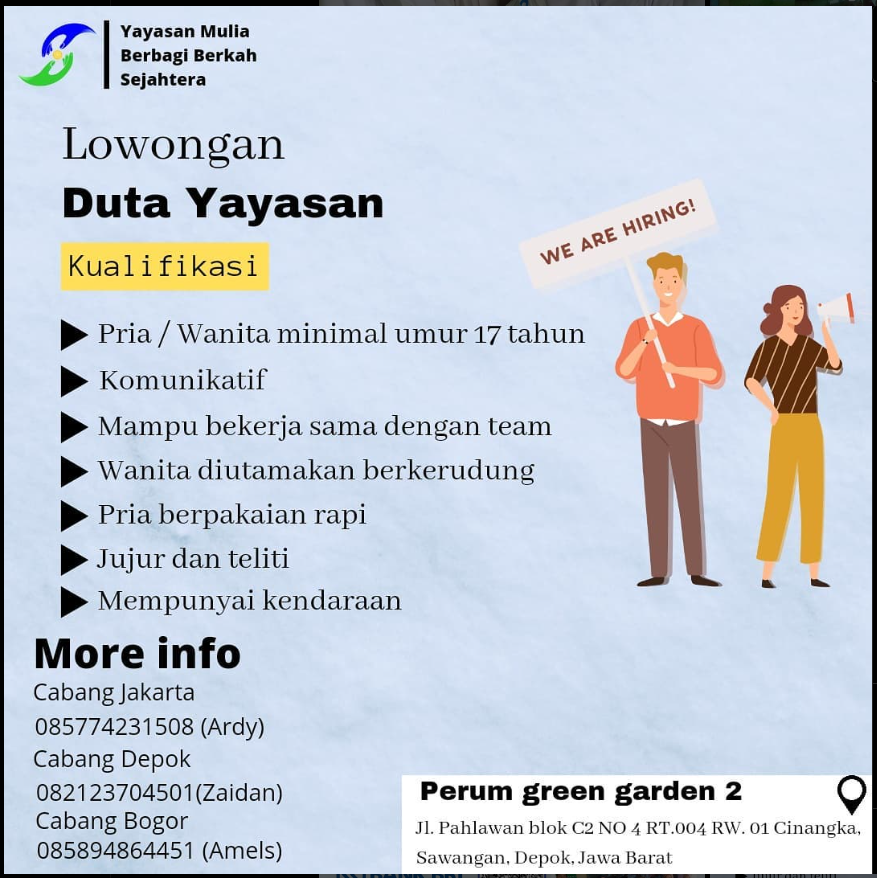 Yayasan Mulia
Berbagi Berkah
Sejahtera
Lowongan
Duta Yayasan
Kualifikasi
WE ARE HIRING!
Pria / Wanita minimal umur 17 tahun
Komunikatif
Mampu bekerja sama dengan team
Wanita diutamakan berkerudung
Pria berpakaian rapi
Jujur dan teliti
Mempunyai kendaraan
More info
Cabang Jakarta
085774231508 (Ardy)
Cabang Depok
082123704501(Zaidan)
Cabang Bogor
085894864451 (Amels)
Perum green garden 2
Jl. Pahlawan blok C2 NO 4 RT.004 RW. 01 Cinangka,
Sawangan, Depok, Jawa Barat